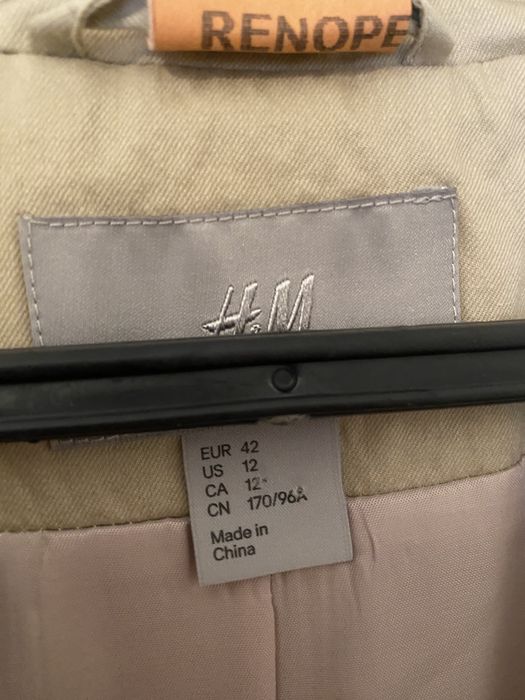 RENOPE
H&M
EUR 42
US 12
CA 12
CN 170/96A
Made in
China